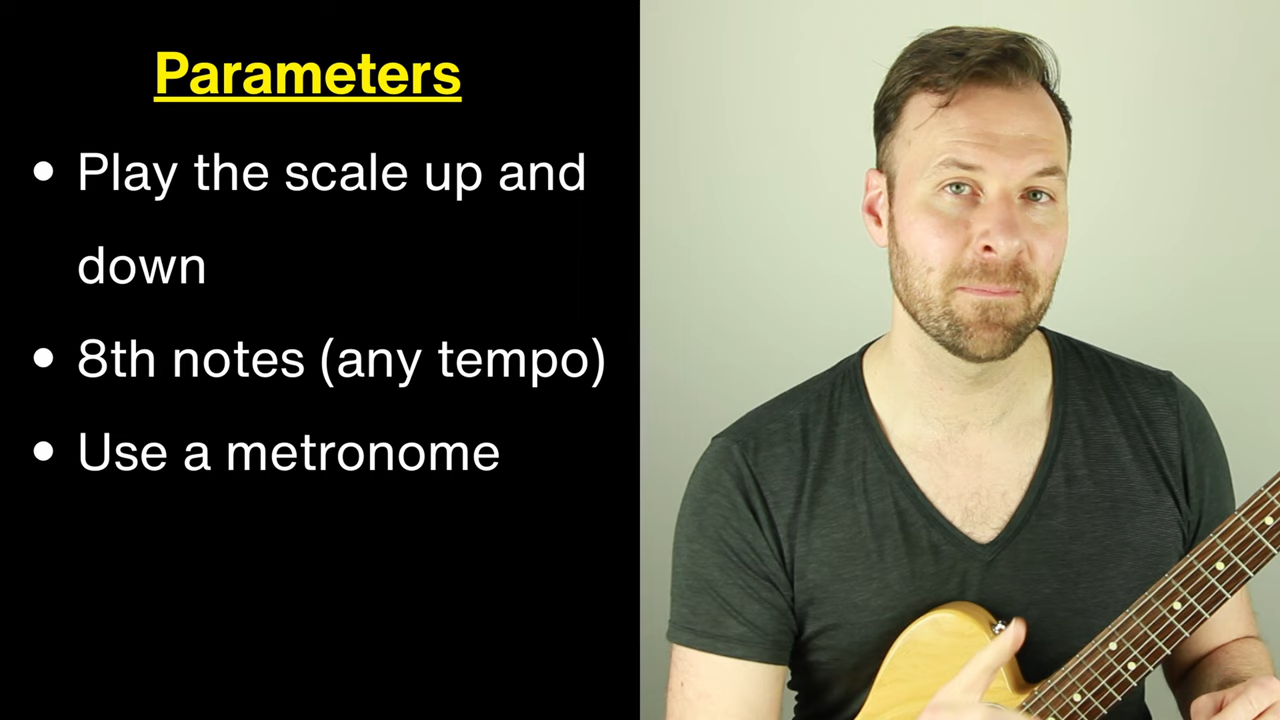 Parameters
• Play the scale up and
down
• 8th notes (any tempo)
• Use a metronome